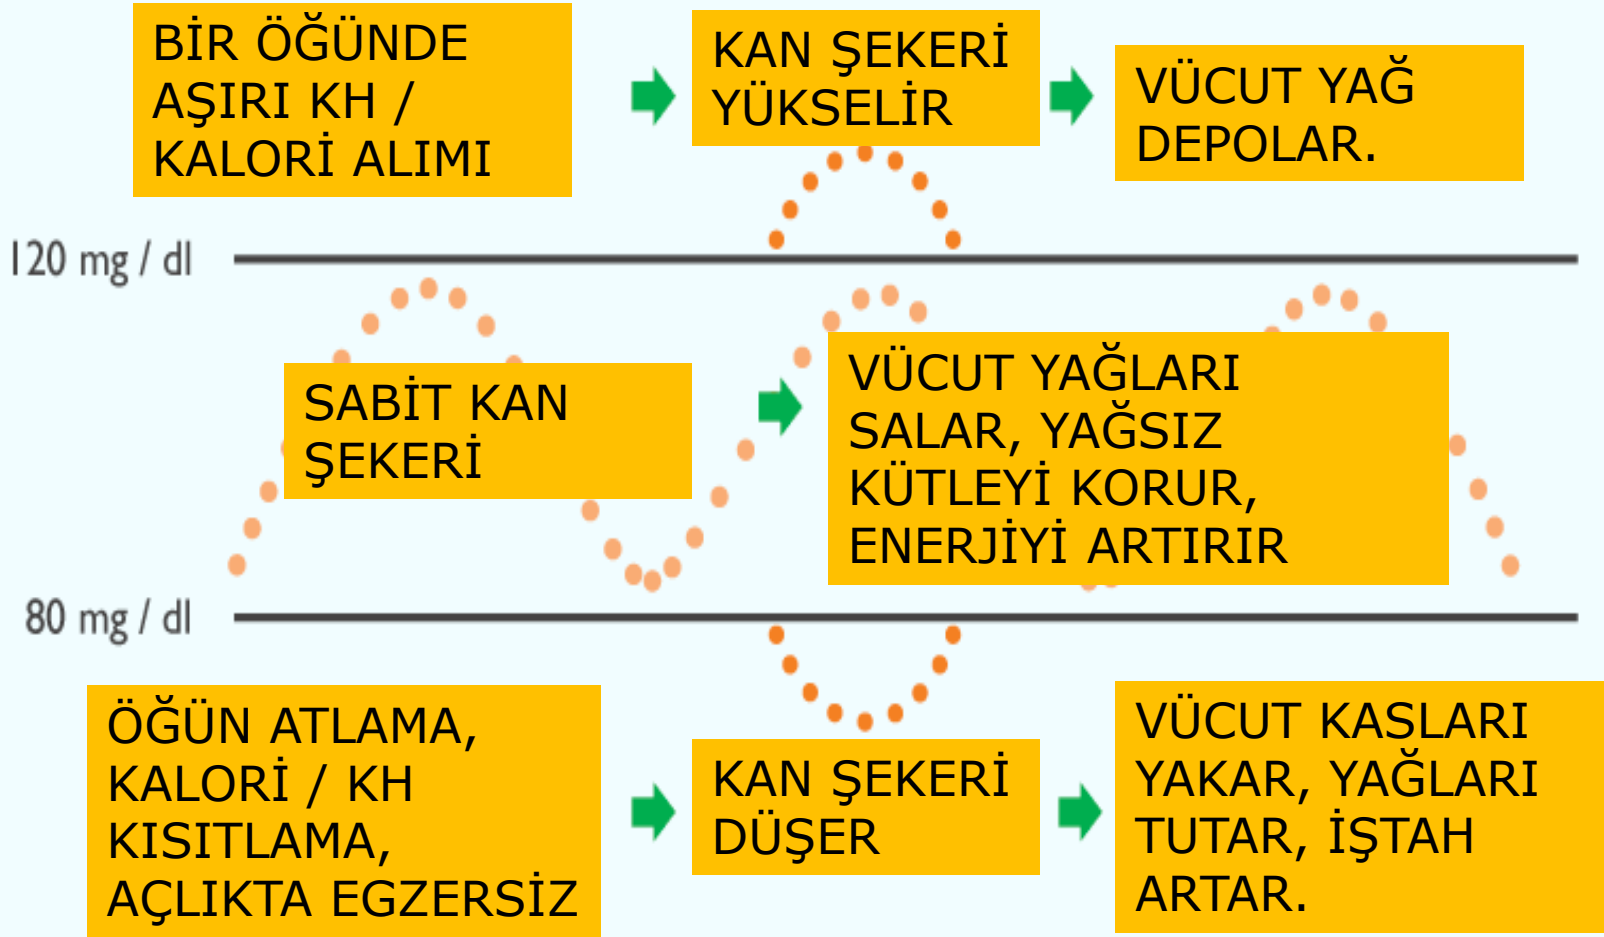 BİR ÖĞÜNDE
AŞIRI KH /
KALORİ ALIMI
KAN ŞEKERİ
YÜKSELİR
VÜCUT YAĞ
DEPOLAR.
120 mg / dl
SABİT KAN
ŞEKERİ
VÜCUT YAĞLARI
SALAR, YAĞSIZ
KÜTLEYİ KORUR,
ENERJİYİ ARTIRIR
80 mg / dl
ÖĞÜN ATLAMA,
KALORİ / KH
KISITLAMA,
AÇLIKTA EGZERSİZ
KAN ŞEKERİ
DÜŞER
VÜCUT KASLARI
YAKAR, YAĞLARI
TUTAR, İŞTAH
ARTAR.